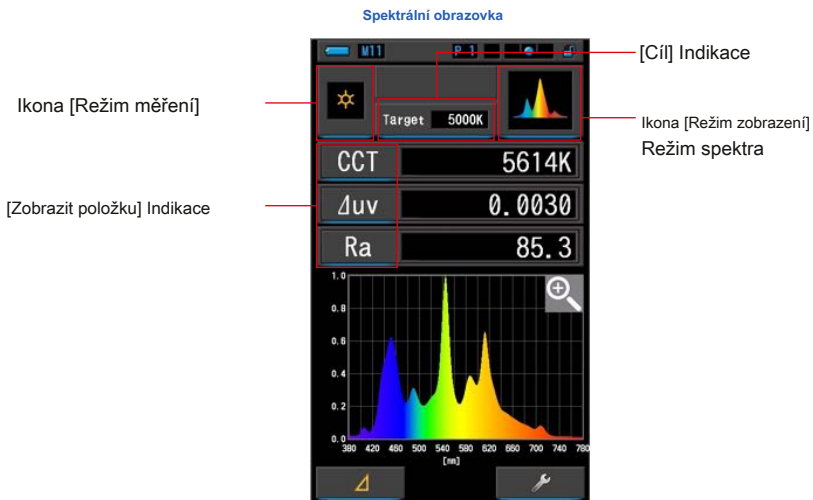 Spektrální obrazovka
M11 P 1
[Cíl] Indikace
Ikona [Režim měření]
Target 5000K
Ikona [Režim zobrazení]
Režim spektra
CCT 5614K
[Zobrazit položku] Indikace
⊿uv 0.0030
Ra 85.3
1.0
0.8
0.6
0.4
0.2
0.0
380 420 460 500 540 580 620 660 700 740 780
[nm]
⊿